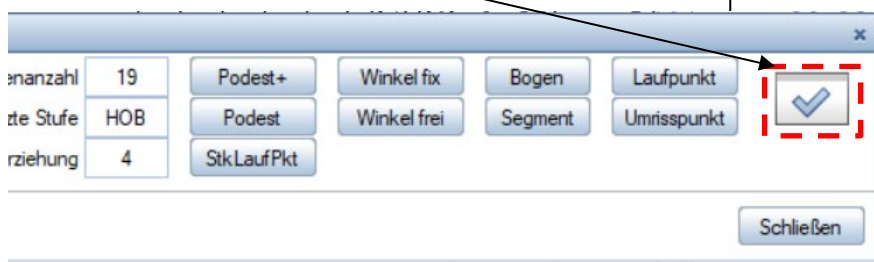 ×
enanzahl 19 Podest+ Winkel fix Bogen Laufpunkt
zte Stufe HOB Podest Winkel frei Segment Umrisspunkt
rziehung 4 StkLaufPkt
Schließen